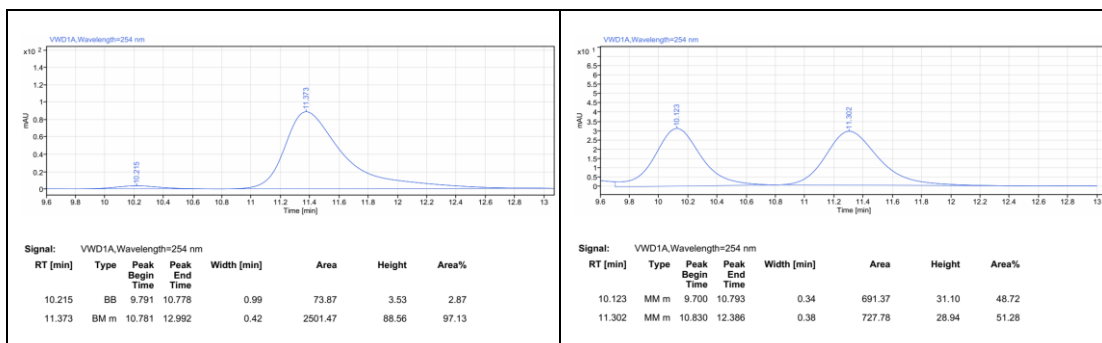 VWD1A,Wavelength=254 nm
x10 2
1.6
1.4
1.2
1
0.8
0.6
0.4
0.2
0
mAU
10.215
11.373
9.6 9.8 10 10.2 10.4 10.6 10.8 11 11.2 11.4 11.6 11.8 12 12.2 12.4 12.6 12.8 13
Time [min]
Signal: VWD1A,Wavelength=254 nm
RT [min] Type Peak Begin Time Peak End Time Width [min] Area Height Area%
10.215 BB 9.791 10.778 0.99 73.87 3.53 2.87
11.373 BM m 10.781 12.992 0.42 2501.47 88.56 97.13
VWD1A,Wavelength=254 nm
x10 1
6.5
6
5.5
5
4.5
4
3.5
3
2.5
2
1.5
1
0.5
0
mAU
10.123
11.302
9.6 9.8 10 10.2 10.4 10.6 10.8 11 11.2 11.4 11.6 11.8 12 12.2 12.4 12.6 12.8 13
Time [min]
Signal: VWD1A,Wavelength=254 nm
RT [min] Type Peak Begin Time Peak End Time Width [min] Area Height Area%
10.123 MM m 9.700 10.793 0.34 691.37 31.10 48.72
11.302 MM m 10.830 12.386 0.38 727.78 28.94 51.28